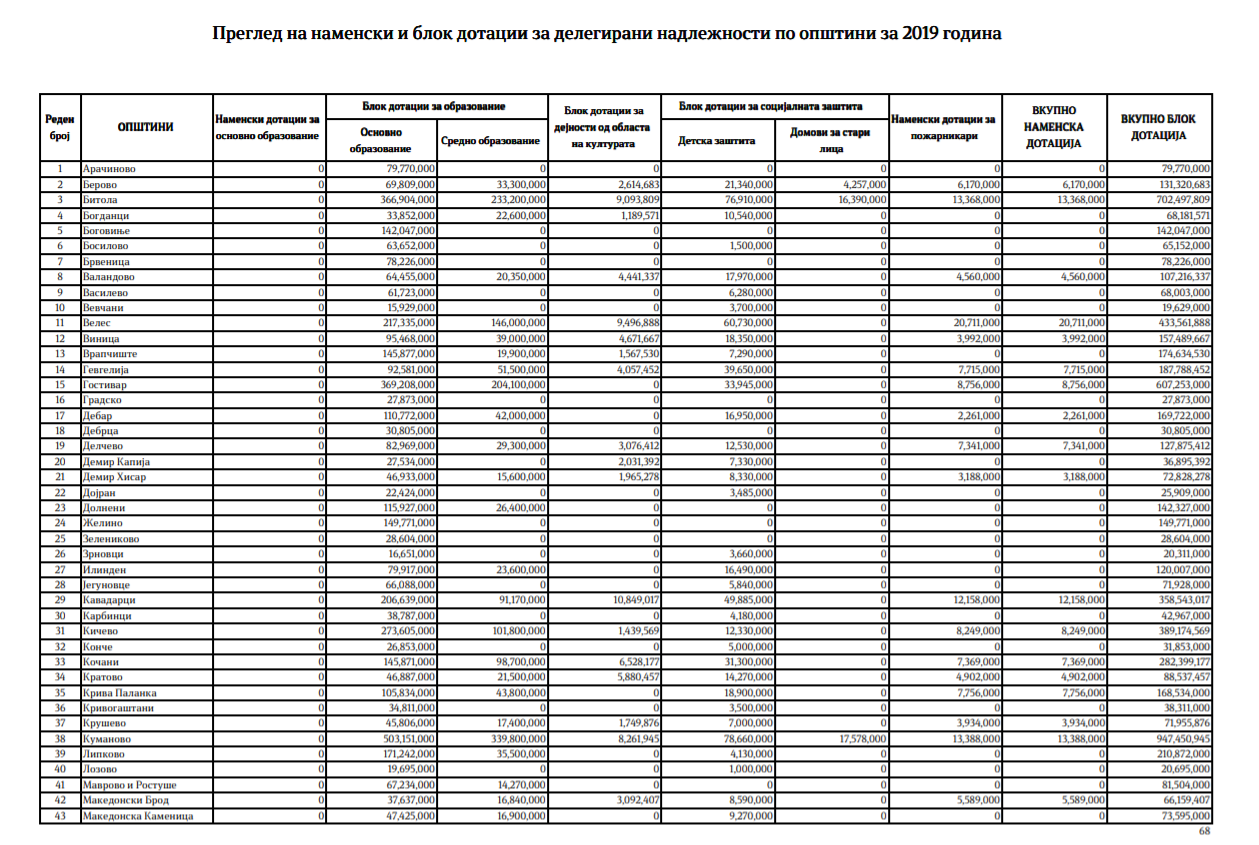 Преглед на наменски и блок дотации за делегирани надлежности по општини за 2019 година
Реден број ОПШТИНИ Наменски дотации за основно образование Блок дотации за образование Основно образование Средно образование Блок дотации за дејности од областа на културата Блок дотации за социјалната заштита Детска заштита Домови за стари лица Наменски дотации за пожарникари ВКУПНО НАМЕНСКА ДОТАЦИЈА ВКУПНО БЛОК ДОТАЦИЈА
1 Арачиново 0 79,770,000 0 0 0 0 0 0 79,770,000
2 Берово 0 69,809,000 33,300,000 2,614,683 21,340,000 4,257,000 6,170,000 6,170,000 131,320,683
3 Битола 0 366,904,000 233,200,000 9,093,809 76,910,000 16,390,000 13,368,000 13,368,000 702,497,809
4 Богданци 0 33,852,000 22,600,000 1,189,571 10,540,000 0 0 0 68,181,571
5 Боговиње 0 142,047,000 0 0 0 0 0 0 142,047,000
6 Босилово 0 63,652,000 0 0 1,500,000 0 0 0 65,152,000
7 Брвеница 0 78,226,000 0 0 0 0 0 0 78,226,000
8 Валандово 0 64,455,000 20,350,000 4,441,337 17,970,000 0 4,560,000 4,560,000 107,216,337
9 Василево 0 61,723,000 0 0 6,280,000 0 0 0 68,003,000
10 Вевчани 0 15,929,000 0 0 3,700,000 0 0 0 19,629,000
11 Велес 0 217,335,000 146,000,000 9,496,888 60,730,000 0 20,711,000 20,711,000 433,561,888
12 Виница 0 95,468,000 39,000,000 4,671,667 18,350,000 0 3,992,000 3,992,000 157,489,667
13 Врапчиште 0 145,877,000 19,900,000 1,567,530 7,290,000 0 0 0 174,634,530
14 Гевгелија 0 92,581,000 51,500,000 4,057,452 39,650,000 0 7,715,000 7,715,000 187,788,452
15 Гостивар 0 369,208,000 204,100,000 0 33,945,000 0 8,756,000 8,756,000 607,253,000
16 Градско 0 27,873,000 0 0 0 0 0 0 27,873,000
17 Дебар 0 110,772,000 42,000,000 0 16,950,000 0 2,261,000 2,261,000 169,722,000
18 Дебрца 0 30,805,000 0 0 0 0 0 0 30,805,000
19 Делчево 0 82,969,000 29,300,000 3,076,412 12,530,000 0 7,341,000 7,341,000 127,875,412
20 Демир Капија 0 27,534,000 0 2,031,392 7,330,000 0 0 0 36,895,392
21 Демир Хисар 0 46,933,000 15,600,000 1,965,278 8,330,000 0 3,188,000 3,188,000 72,828,278
22 Дојран 0 22,424,000 0 0 3,485,000 0 0 0 25,909,000
23 Долнени 0 115,927,000 26,400,000 0 0 0 0 0 142,327,000
24 Желино 0 149,771,000 0 0 0 0 0 0 149,771,000
25 Зелениково 0 28,604,000 0 0 0 0 0 0 28,604,000
26 Зрновци 0 16,651,000 0 0 3,660,000 0 0 0 20,311,000
27 Илинден 0 79,917,000 23,600,000 0 16,490,000 0 0 0 120,007,000
28 Јегуновце 0 66,088,000 0 0 5,840,000 0 0 0 71,928,000
29 Кавадарци 0 206,639,000 91,170,000 10,849,017 49,885,000 0 12,158,000 12,158,000 358,543,017
30 Карбинци 0 38,787,000 0 0 4,180,000 0 0 0 42,967,000
31 Кичево 0 273,605,000 101,800,000 1,439,569 12,330,000 0 8,249,000 8,249,000 389,174,569
32 Конче 0 26,853,000 0 0 5,000,000 0 0 0 31,853,000
33 Кочани 0 145,871,000 98,700,000 6,528,177 31,300,000 0 7,369,000 7,369,000 282,399,177
34 Кратово 0 46,887,000 21,500,000 5,880,457 14,270,000 0 4,902,000 4,902,000 88,537,457
35 Крива Паланка 0 105,834,000 43,800,000 0 18,900,000 0 7,756,000 7,756,000 168,534,000
36 Кривогаштани 0 34,811,000 0 0 3,500,000 0 0 0 38,311,000
37 Крушево 0 45,806,000 17,400,000 1,749,876 7,000,000 0 3,934,000 3,934,000 71,955,876
38 Куманово 0 503,151,000 339,800,000 8,261,945 78,660,000 17,578,000 13,388,000 13,388,000 947,450,945
39 Липково 0 171,242,000 35,500,000 0 4,130,000 0 0 0 210,872,000
40 Лозово 0 19,695,000 0 0 1,000,000 0 0 0 20,695,000
41 Маврово и Ростуше 0 67,234,000 14,270,000 0 0 0 0 0 81,504,000
42 Македонски Брод 0 37,637,000 16,840,000 3,092,407 8,590,000 0 5,589,000 5,589,000 66,159,407
43 Македонска Каменица 0 47,425,000 16,900,000 0 9,270,000 0 0 0 73,595,000
68